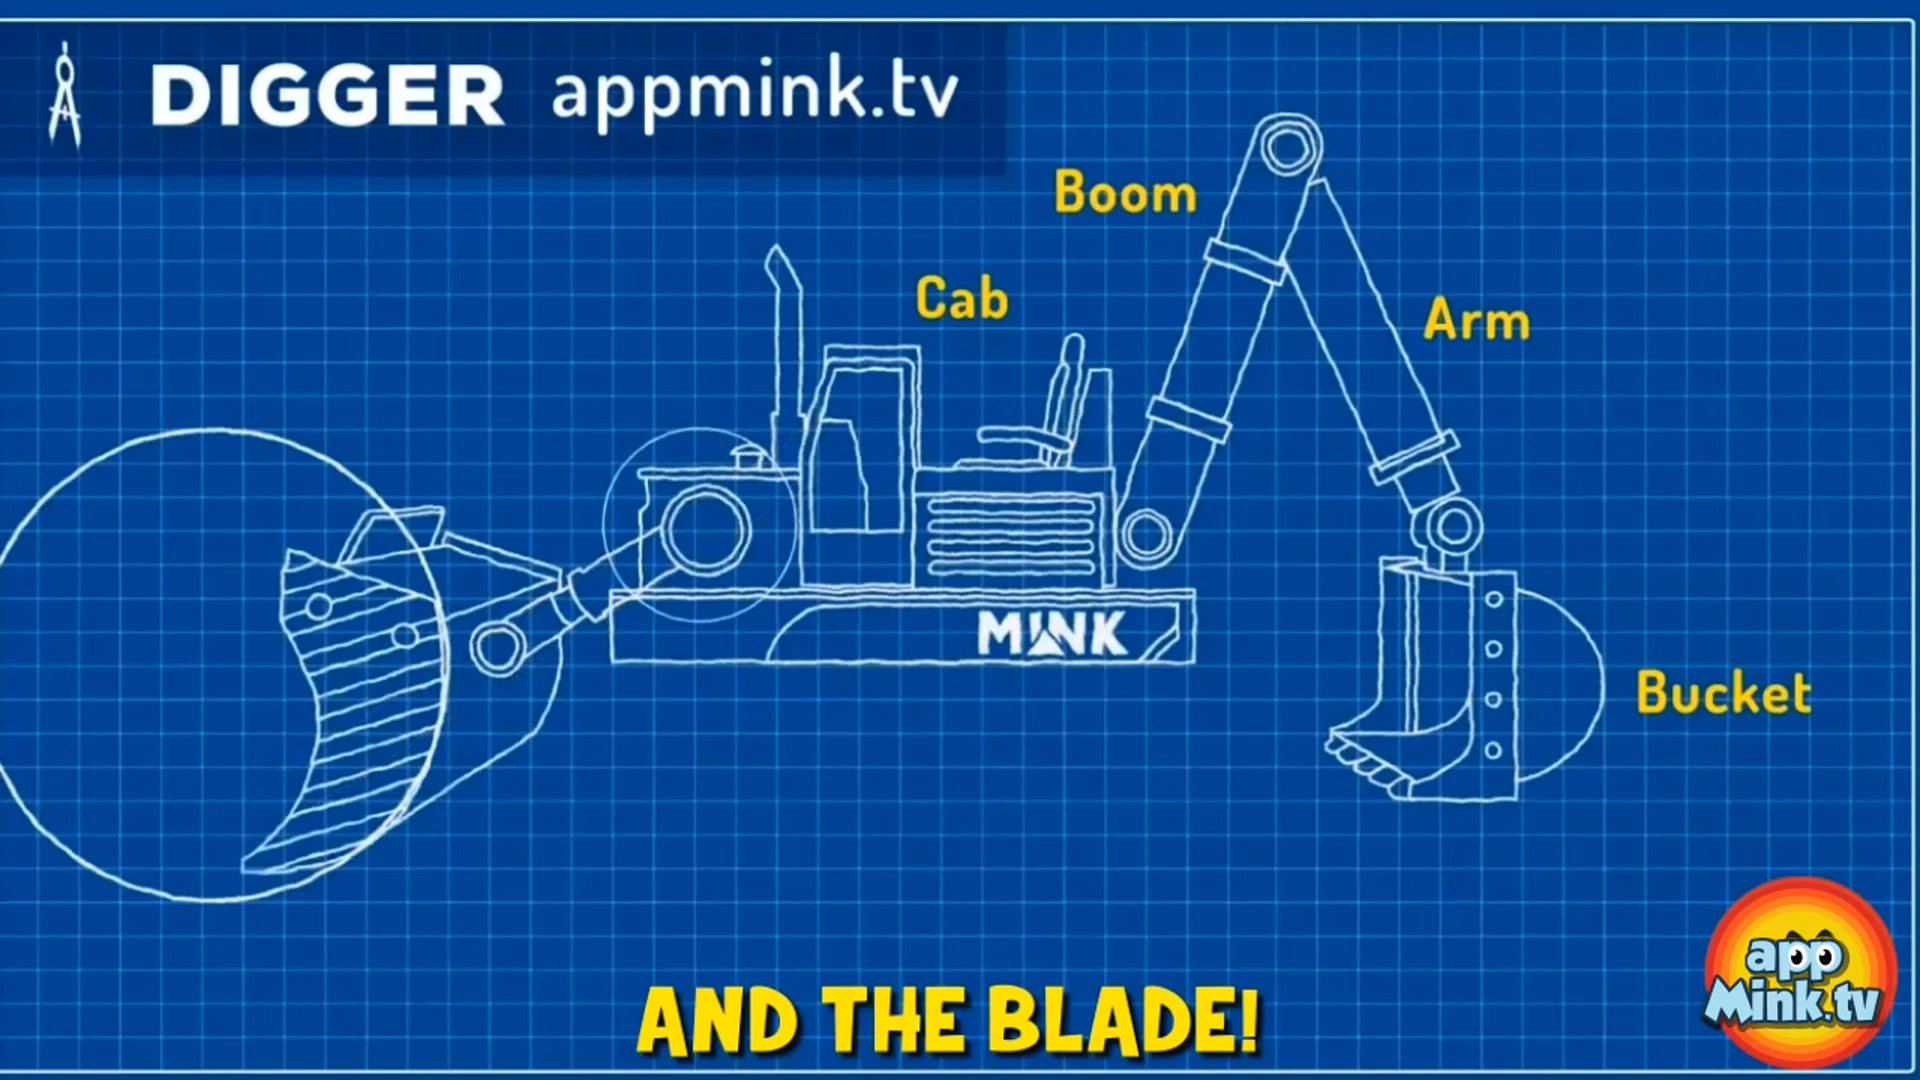 DIGGER appmink.tv
Boom
Cab
Arm
MINK
Bucket
app
Mink.tv
AND THE BLADE!